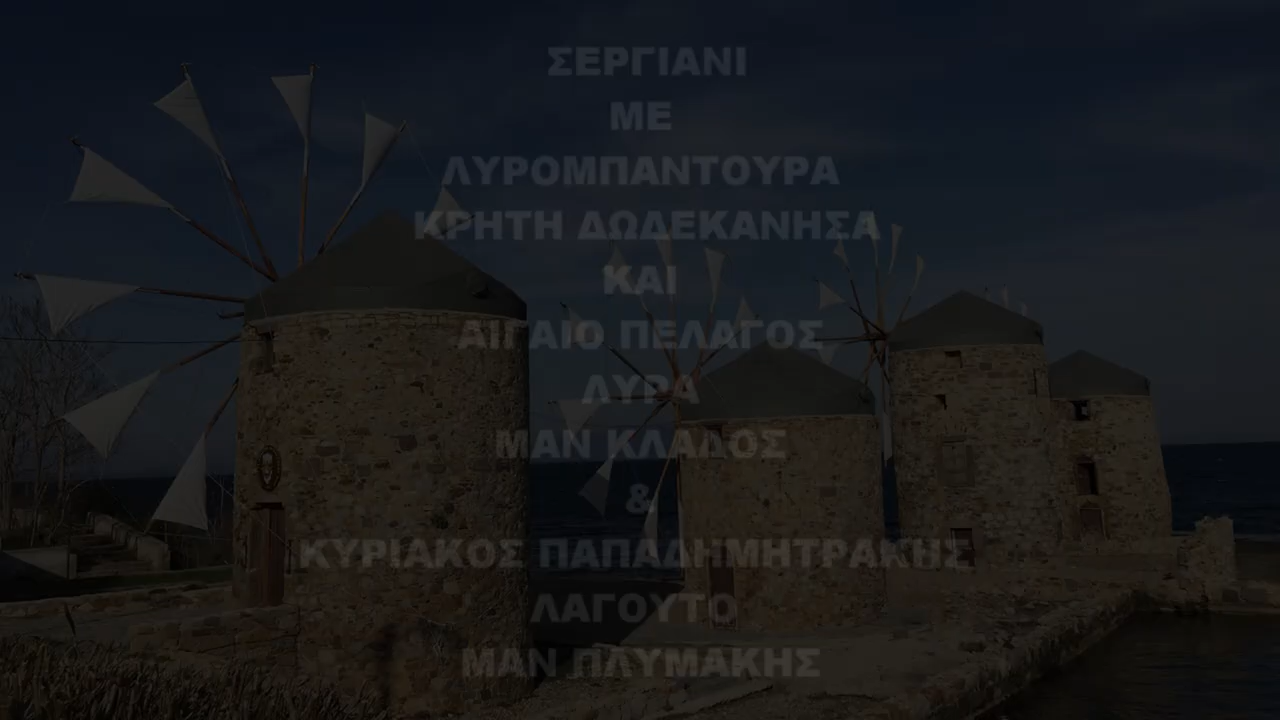 ΣΕΡΓΙΑΝΙ
ΜΕ
ΛΥΡΟΜΠΑΝΤΟΥΡΑ
ΚΡΗΤΗ ΔΩΔΕΚΑΝΗΣΑ
ΚΑΙ
ΑΙΓΑΙΟ ΠΕΛΑΓΟΣ
ΛΥΡΑ
ΜΑΝ ΚΛΑΔΟΣ
&
ΚΥΡΙΑΚΟΣ ΠΑΠΑΔΗΜΗΤΡΑΚΗΣ
ΛΑΓΟΥΤΟ
ΜΑΝ ΠΛΥΜΑΚΗΣ